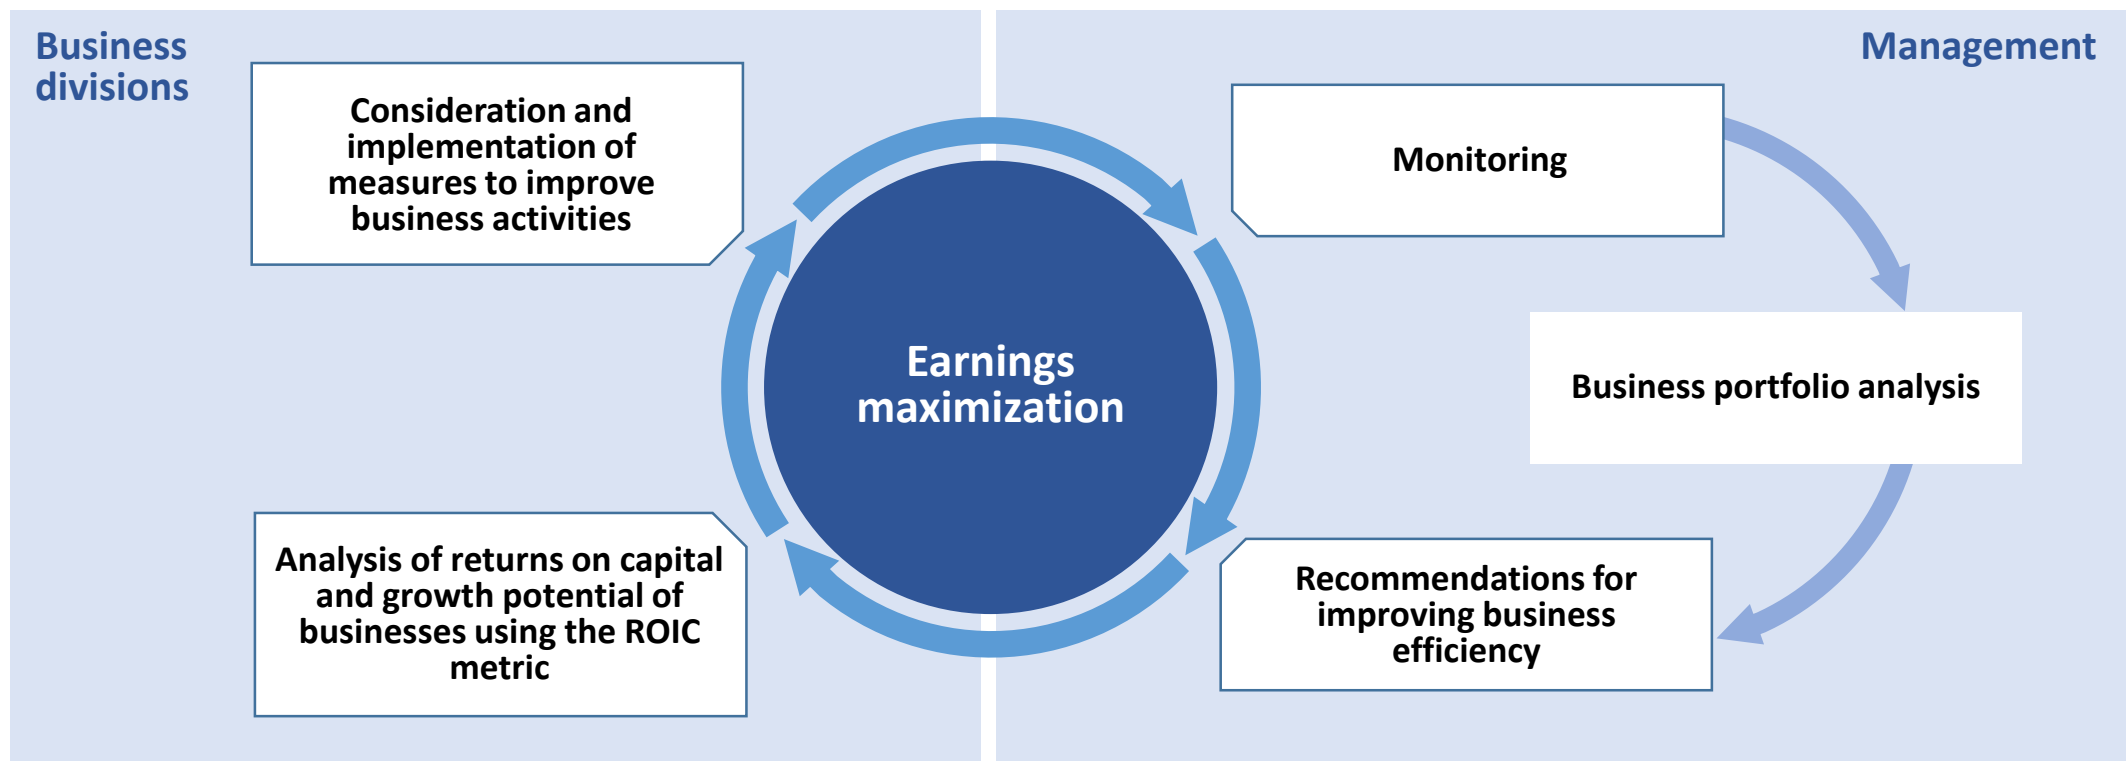 Business
divisions
Management
Consideration and
implementation of
measures to improve
business activities
Monitoring
Earnings
maximization
Business portfolio analysis
Analysis of returns on capital
and growth potential of
businesses using the ROIC
metric
Recommendations for
improving business
efficiency